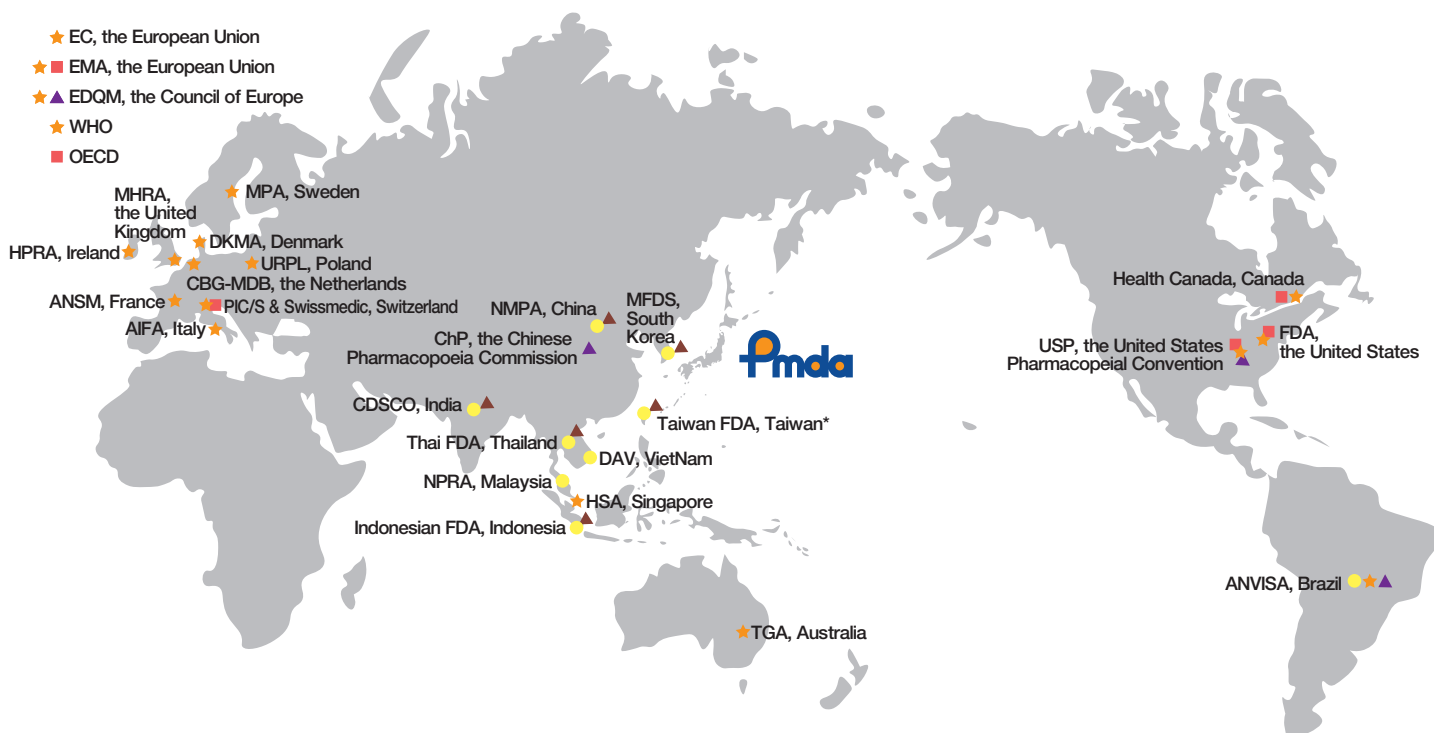 EC, the European Union
EMA, the European Union
EDQM, the Council of Europe
WHO
OECD
MPA, Sweden
MHRA,
the United
Kingdom
DKMA, Denmark
HPRA, Ireland
URPL, Poland
CBG-MDB, the Netherlands
ANSM, France
PIC/S & Swissmedic, Switzerland
AIFA, Italy
NMPA, China
MFDS,
South
Korea
ChP, the Chinese
Pharmacopoeia Commission
Pmda
CDSCO, India
Taiwan FDA, Taiwan*
Thai FDA, Thailand
DAV, VietNam
NPRA, Malaysia
HSA, Singapore
Indonesian FDA, Indonesia
TGA, Australia
Health Canada, Canada
FDA,
the United States
USP, the United States
Pharmacopeial Convention
ANVISA, Brazil